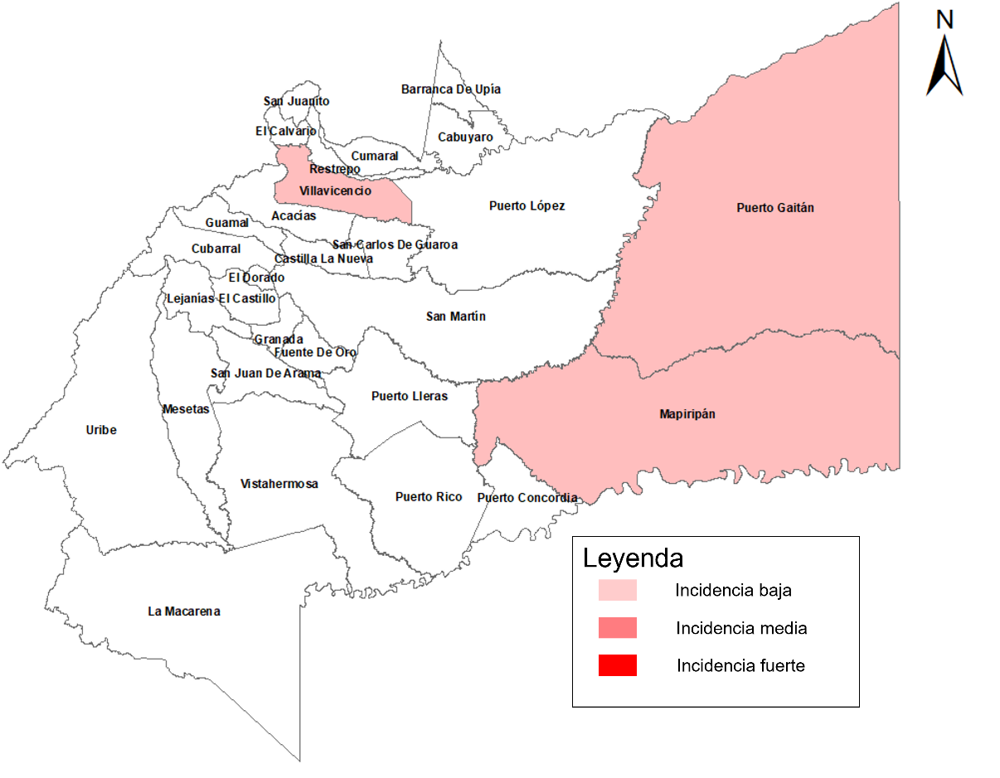 N
Barranca De Upía
San Juanito
El Calvario
Cabuyaro
Cumaral
Restrepo
Villavicencio
Puerto López
Puerto Gaitán
Acacías
Guamal
San Carlos De Guaroa
Cubarral
Castilla La Nueva
El Dorado
Lejanías
El Castillo
San Martín
Granada
Fuente De Oro
San Juan De Arama
Puerto Lleras
Mesetas
Mapiripán
Uribe
Vistahermosa
Puerto Rico
Puerto Concordia
La Macarena
Leyenda
Incidencia baja
Incidencia media
Incidencia fuerte